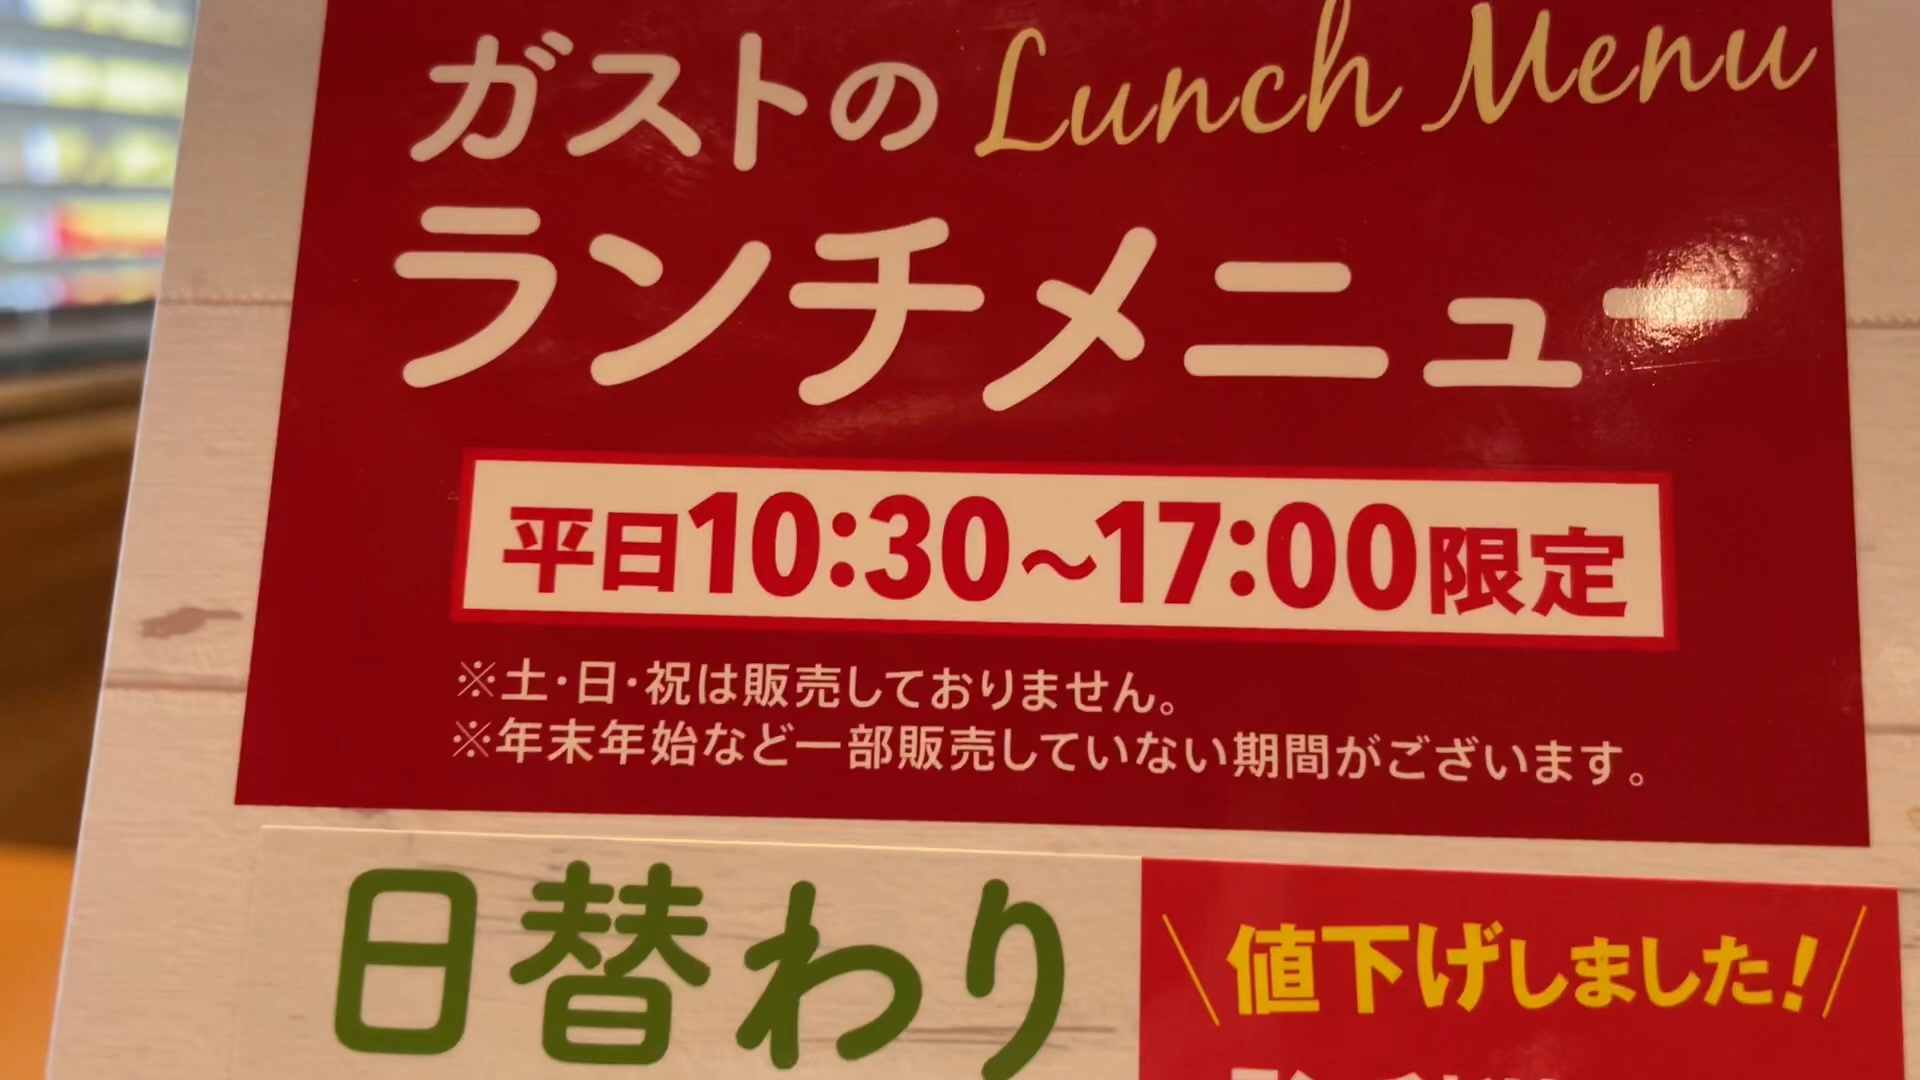 ガストの Lunch Menu
ランチメニュー
平日10:30～17:00限定
※土・日・祝は販売しておりません。
※年末年始など一部販売していない期間がございます。
日替わり
値下げしました!